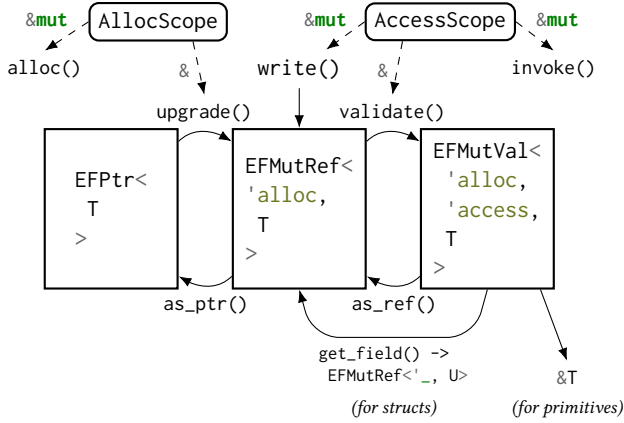 &mut
AllocScope
&mut
AccessScope
&mut
alloc()
&
write()
&
invoke()
upgrade()
validate()
EFPtr<
T
>
EFMutRef<
'alloc,
T
>
EFMutVal<
'alloc,
'access,
T
>
as_ptr()
as_ref()
get_field() ->
EFMutRef<'_, U>
&T
(for structs)
(for primitives)